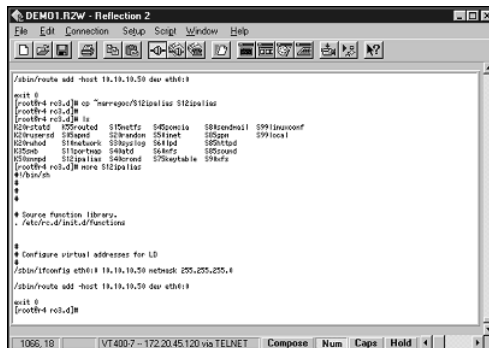 DEMO1.R2W - Reflection 2
File Edit Connection Setup Script Window Help
/sbin/route add -host 10.10.10.50 dev eth0:0
exit 0
[root@r4 rc3.d]# cp ~marregoc/S12ipalias S12ipalias
[root@r4 rc3.d]# ls
K20rstatd K55routed S15netfs S45pcmcia S80sendmail S99linuxconf
K20rusersd S05apmd S20random S50inet S85gpm S99local
K20rwhod S10network S30syslog S60lpd S85httpd
K35smb S11portmap S40atd S60nfs S85sound
K50snmpd S12ipalias S40crond S75keytable S90xfs
[root@r4 rc3.d]# more S12ipalias
#!/bin/sh
#
#
#
# Source function library.
. /etc/rc.d/init.d/functions
#
# Configure virtual addresses for LD
#
/sbin/ifconfig eth0:0 10.10.10.50 netmask 255.255.255.0
/sbin/route add -host 10.10.10.50 dev eth0:0
exit 0
[root@r4 rc3.d]#
1066, 18 VT400-7 – 172.20.45.120 via TELNET Compose Num Caps Hold